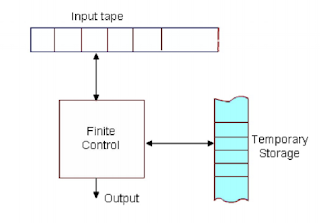 Input tape
Finite
Control
Temporary
Storage
Output